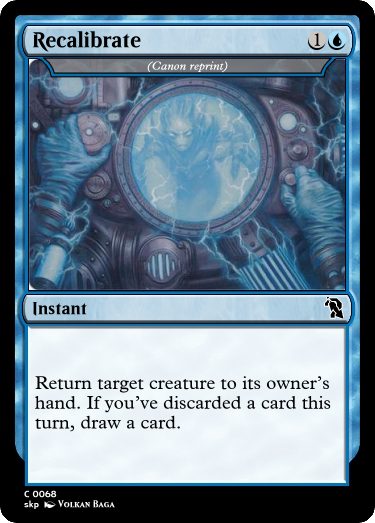 Recalibrate 1
(Canon reprint)
Instant
Return target creature to its owner's
hand. If you've discarded a card this
turn, draw a card.
C 0068
skp VOLKAN BAGA